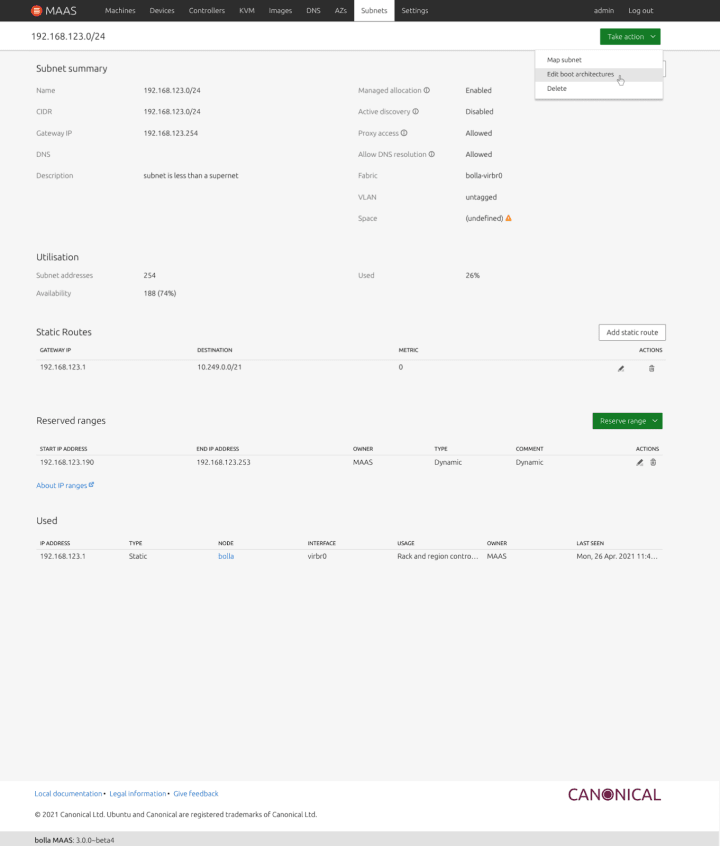 MAAS Machines Devices Controllers KVM Images DNS AZs Subnets Settings admin Log out
192.168.123.0/24 Take action
Map subnet
Edit boot architectures
Delete
Subnet summary
Name 192.168.123.0/24 Managed allocation Enabled
CIDR 192.168.123.0/24 Active discovery Disabled
Gateway IP 192.168.123.254 Proxy access Allowed
DNS Allow DNS resolution Allowed
Description subnet is less than a supernet Fabric bolla-virbr0
VLAN untagged
Space (undefined)
Utilisation
Subnet addresses 254 Used 26%
Availability 188 (74%)
Static Routes Add static route
GATEWAY IP DESTINATION METRIC ACTIONS
192.168.123.1 10.249.0.0/21 0
Reserved ranges Reserve range
START IP ADDRESS END IP ADDRESS OWNER TYPE COMMENT ACTIONS
192.168.123.190 192.168.123.253 MAAS Dynamic Dynamic
About IP ranges
Used
IP ADDRESS TYPE NODE INTERFACE USAGE OWNER LAST SEEN
192.168.123.1 Static bolla virbr0 Rack and region contro... MAAS Mon, 26 Apr. 2021 11:4...
Local documentation • Legal information • Give feedback
CANONICAL
© 2021 Canonical Ltd. Ubuntu and Canonical are registered trademarks of Canonical Ltd.
bolla MAAS: 3.0.0~beta4